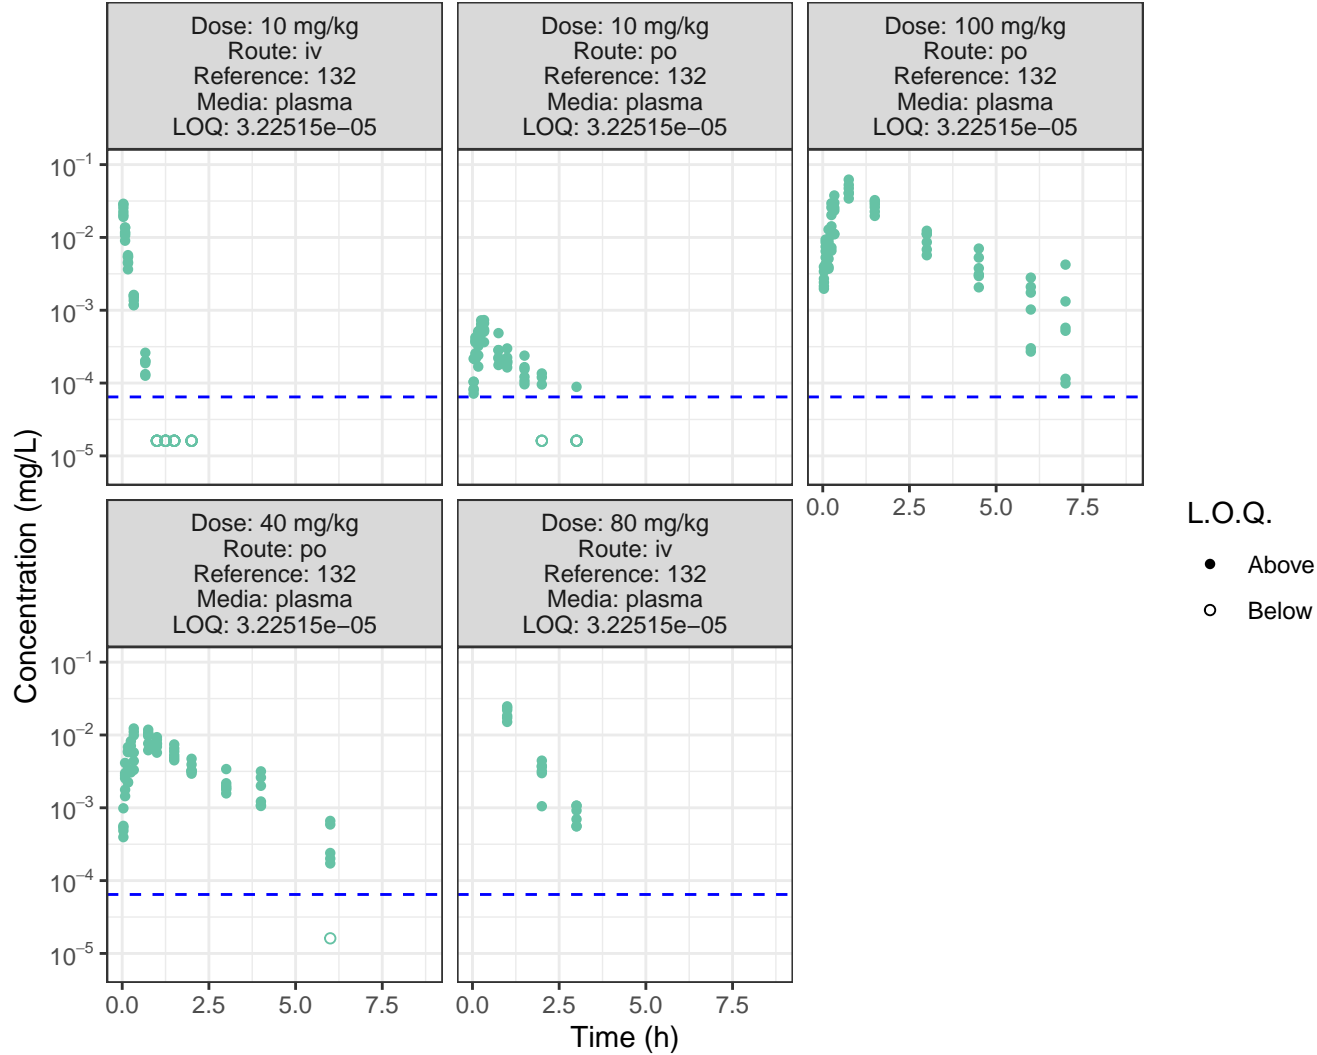 Dose: 10 mg/kg
Route: iv
Reference: 132
Media: plasma
LOQ: 3.22515e−05
Dose: 10 mg/kg
Route: po
Reference: 132
Media: plasma
LOQ: 3.22515e−05
Dose: 100 mg/kg
Route: po
Reference: 132
Media: plasma
LOQ: 3.22515e−05
10⁻¹
10⁻²
10⁻³
10⁻⁴
10⁻⁵
0.0 2.5 5.0 7.5
Dose: 40 mg/kg
Route: po
Reference: 132
Media: plasma
LOQ: 3.22515e−05
Dose: 80 mg/kg
Route: iv
Reference: 132
Media: plasma
LOQ: 3.22515e−05
10⁻¹
10⁻²
10⁻³
10⁻⁴
10⁻⁵
0.0 2.5 5.0 7.5
0.0 2.5 5.0 7.5
Concentration (mg/L)
Time (h)
L.O.Q.
Above
Below